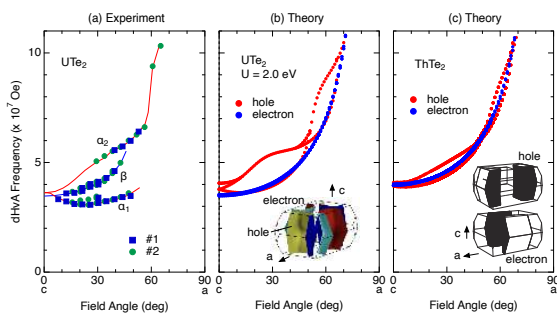 (a) Experiment
(b) Theory
(c) Theory
dHvA Frequency (x 10⁷ Oe)
10
5
0
UTe₂
α₂
β
α₁
#1
#2
0
30
60
90
c
a
Field Angle (deg)
UTe₂
U = 2.0 eV
hole
electron
c
electron
hole
a
0
30
60
90
c
a
Field Angle (deg)
ThTe₂
hole
electron
hole
c
a
electron
0
30
60
90
c
a
Field Angle (deg)